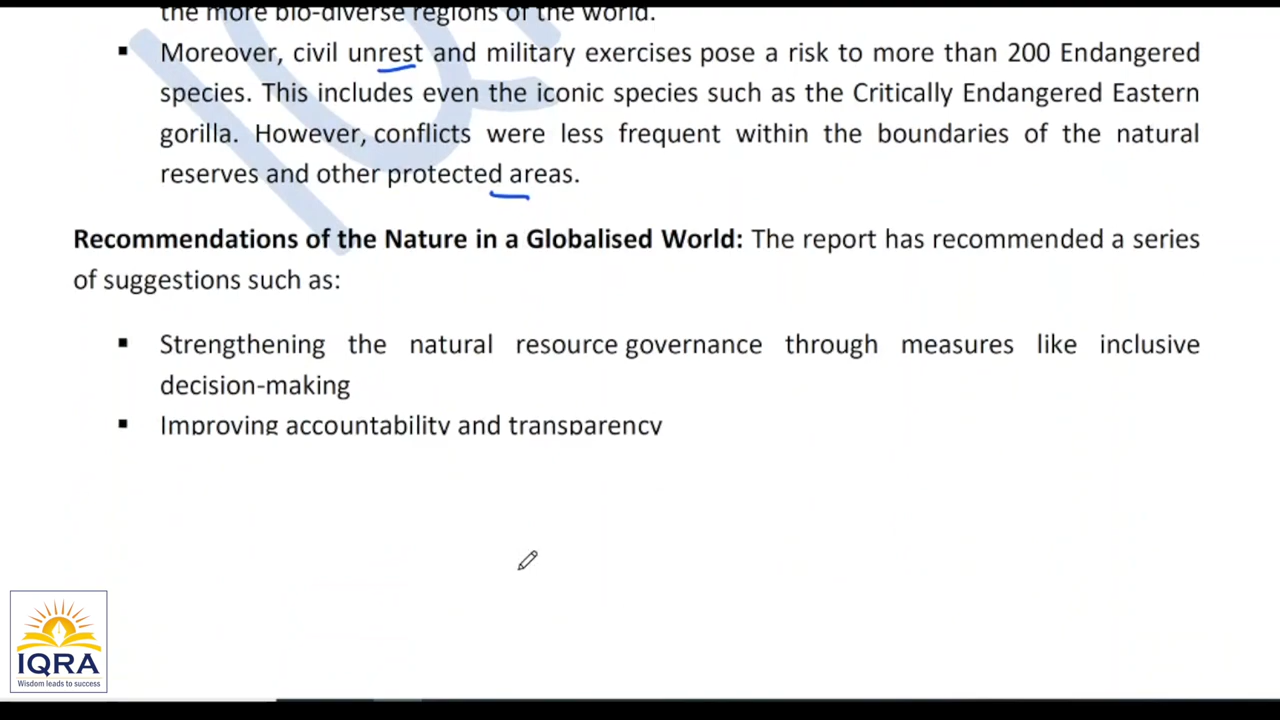 the more bio-diverse regions of the world.
▪ Moreover, civil unrest and military exercises pose a risk to more than 200 Endangered
species. This includes even the iconic species such as the Critically Endangered Eastern
gorilla. However, conflicts were less frequent within the boundaries of the natural
reserves and other protected areas.
Recommendations of the Nature in a Globalised World: The report has recommended a series
of suggestions such as:
▪ Strengthening the natural resource governance through measures like inclusive
decision-making
▪ Improving accountability and transparency
IQRA
Wisdom leads to success